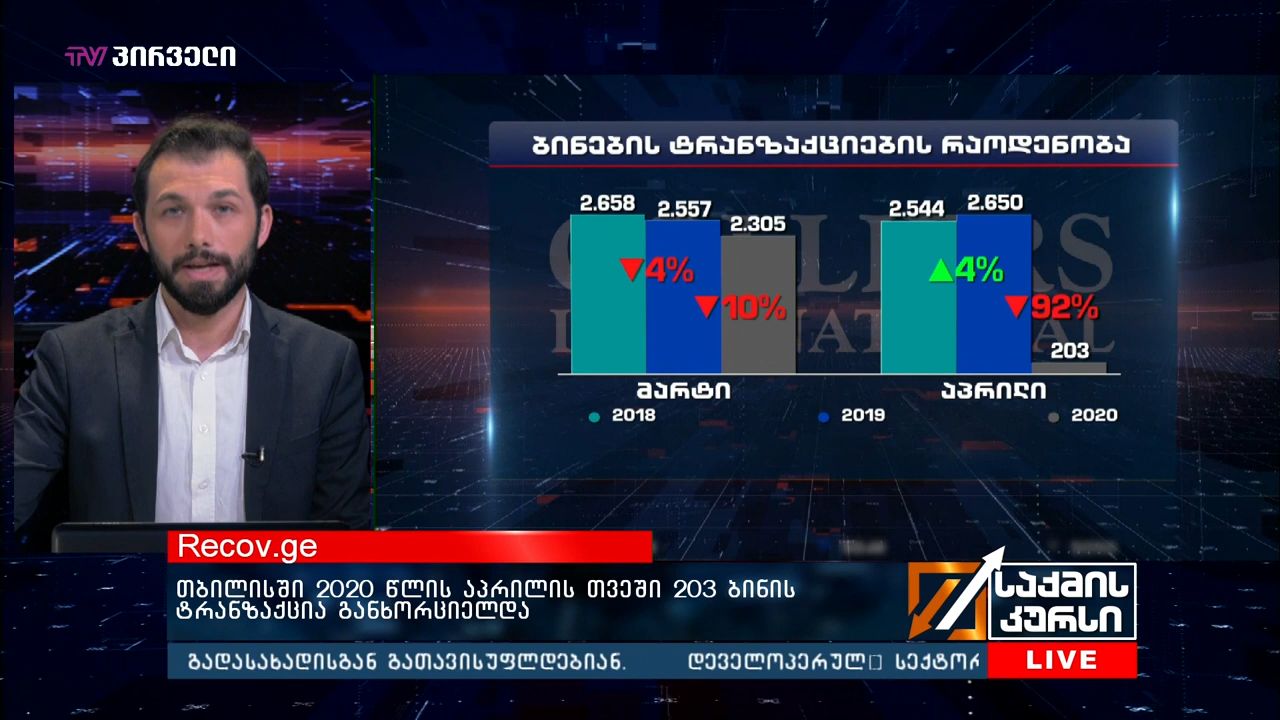 TV პირველი
ბინების ტრანზაქციების რაოდენობა
2.658 2.557 2.305 2.544 2.650 203
4% 10% 4% 92%
COLLIERS
INTERNATIONAL
მარტი აპრილი
2018 2019 2020
Recov.ge
თბილისში 2020 წლის აპრილის თვეში 203 ბინის
ტრანზაქცია განხორციელდა
საქმის
კურსი
გადასახადისგან გათავისუფლდებიან. დეველოპერულ სექტორ
LIVE